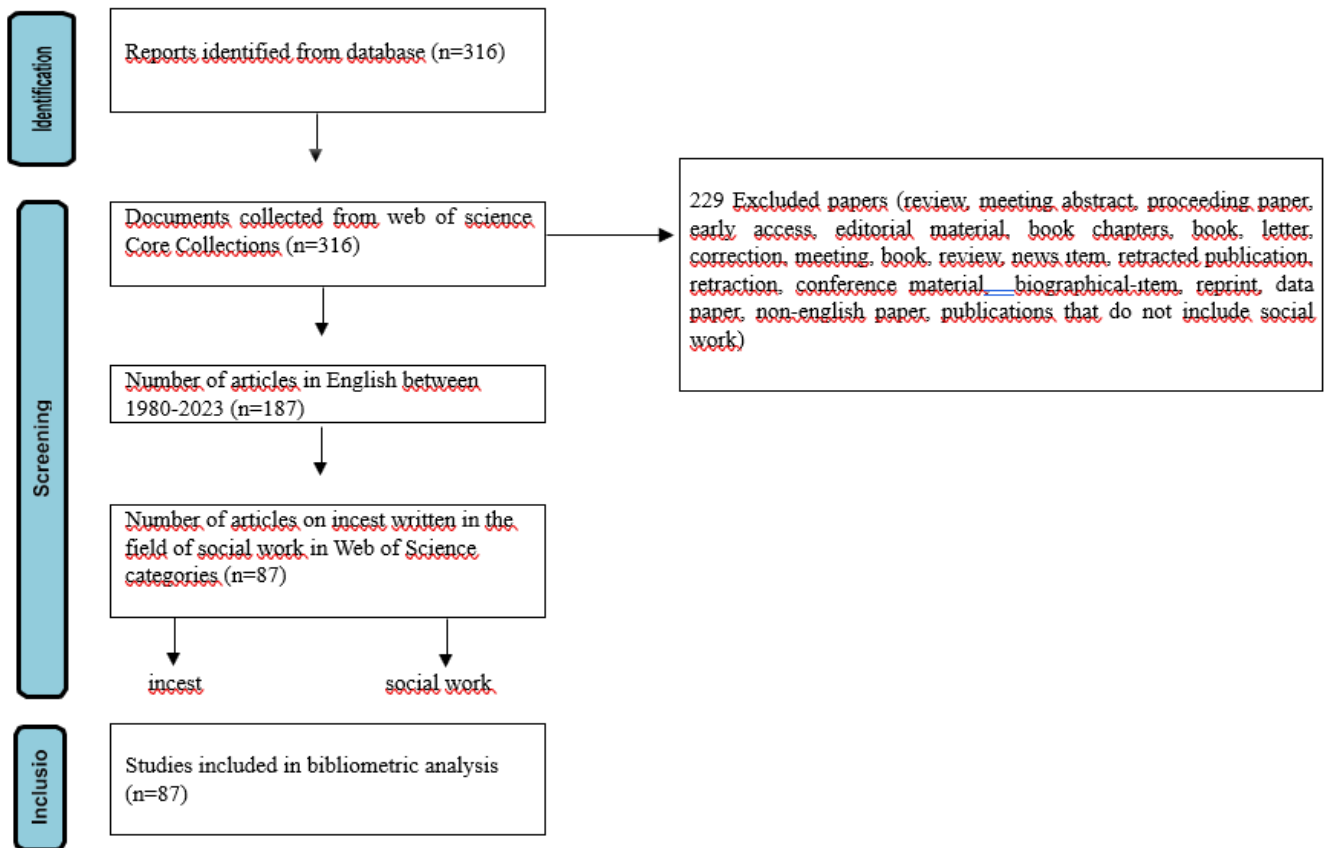 Identification
Reports identified from database (n=316)
Documents collected from web of science
Core Collections (n=316)
229 Excluded papers (review, meeting abstract, proceeding paper,
early access, editorial material, book chapters, book, letter,
correction, meeting, book, review, news ıtem, retracted publication,
retraction, conference material, biographical-ıtem, reprint, data
paper, non-english paper, publications that do not include social
work)
Screening
Number of articles in English between
1980-2023 (n=187)
Number of articles on incest written in the
field of social work in Web of Science
categories (n=87)
incest
social work
Inclusio
Studies included in bibliometric analysis
(n=87)